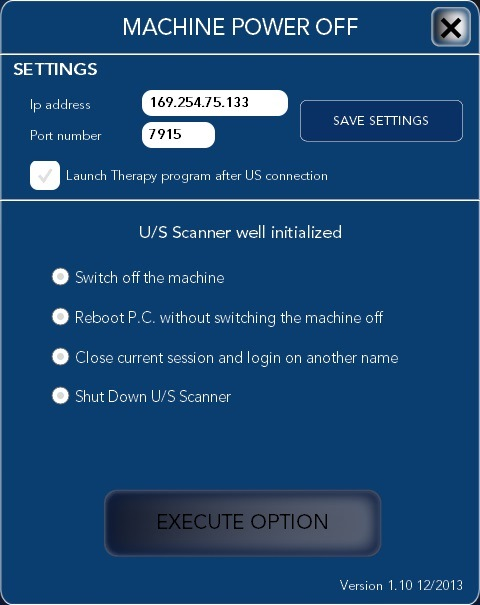 MACHINE POWER OFF
SETTINGS
Ip address 169.254.75.133
Port number 7915
SAVE SETTINGS
Launch Therapy program after US connection
U/S Scanner well initialized
Switch off the machine
Reboot P.C. without switching the machine off
Close current session and login on another name
Shut Down U/S Scanner
EXECUTE OPTION
Version 1.10 12/2013